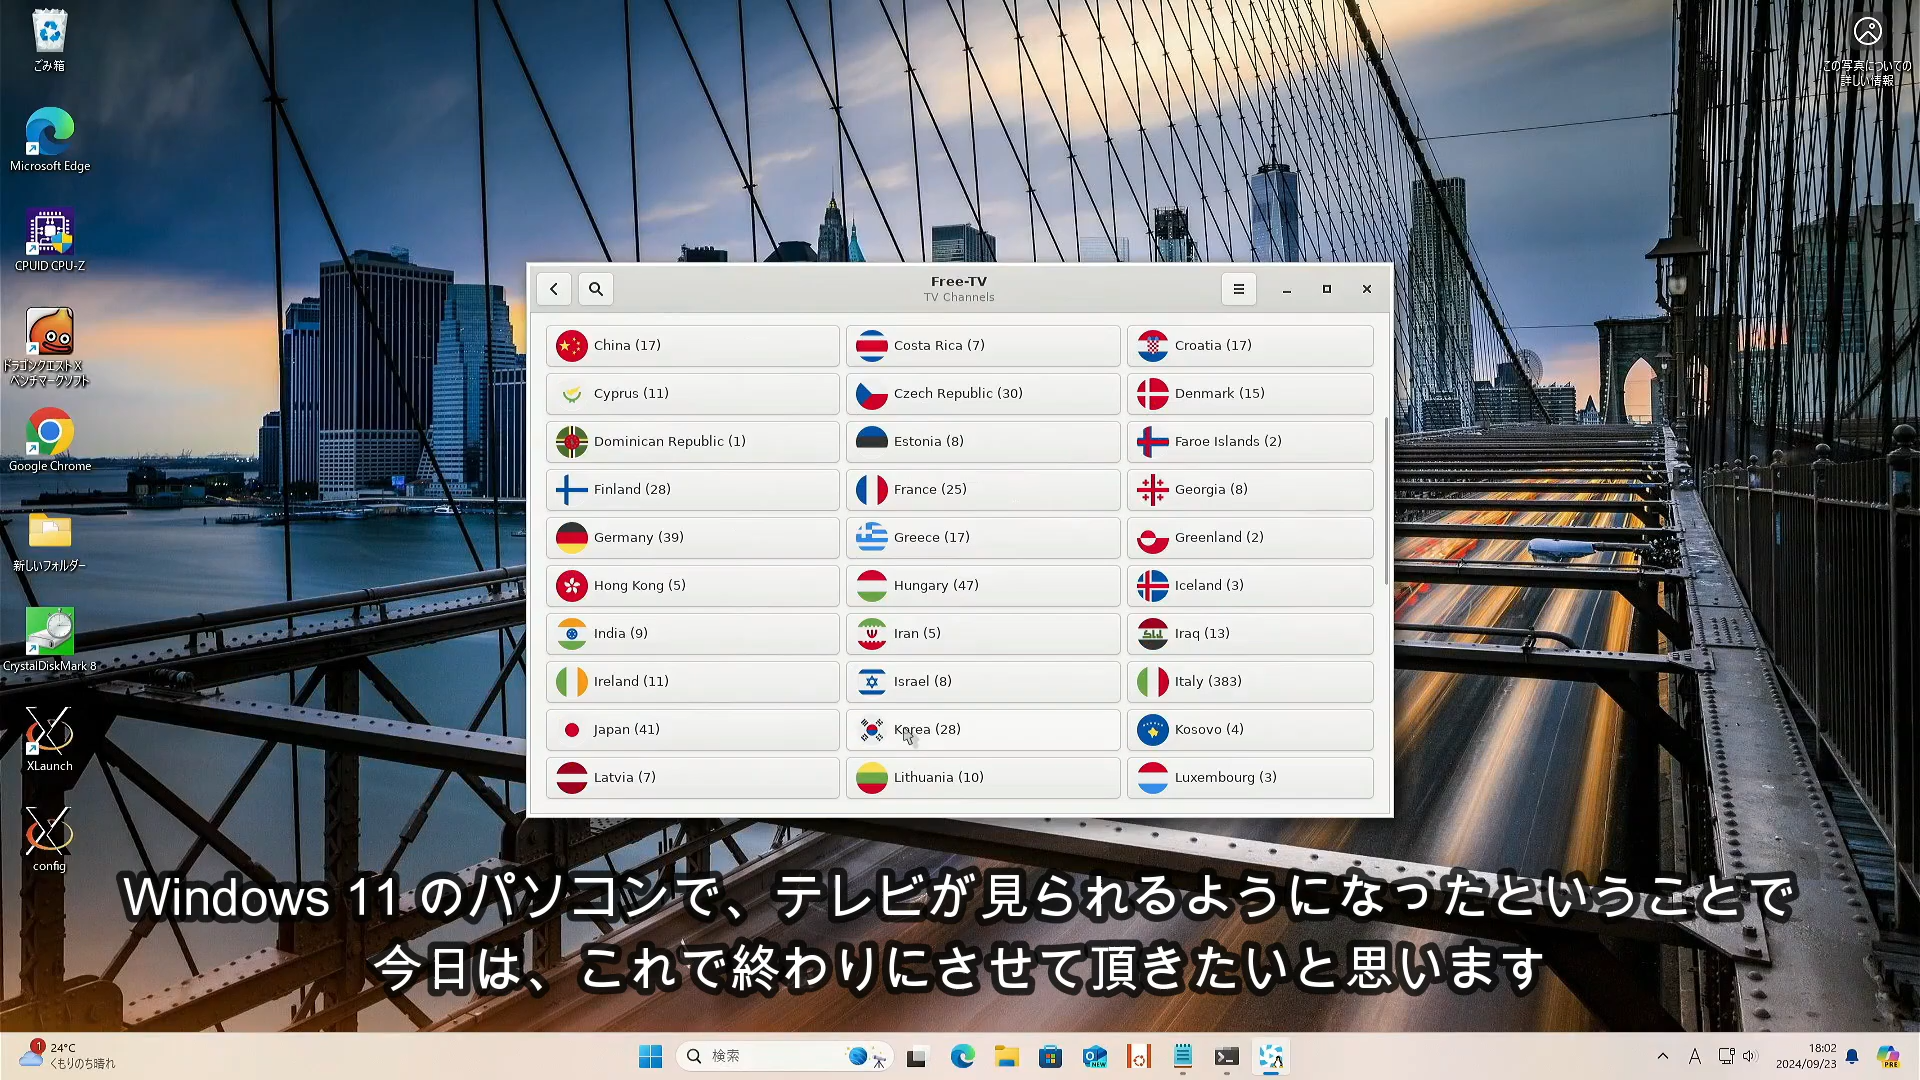 ごみ箱
Microsoft Edge
CPUID CPU-Z
ドラゴンクエストX
ベンチマークソフト
Google Chrome
新しいフォルダー
CrystalDiskMark 8
XLaunch
config
この写真についての
詳しい情報
Free-TV
TV Channels
China (17)
Costa Rica (7)
Croatia (17)
Cyprus (11)
Czech Republic (30)
Denmark (15)
Dominican Republic (1)
Estonia (8)
Faroe Islands (2)
Finland (28)
France (25)
Georgia (8)
Germany (39)
Greece (17)
Greenland (2)
Hong Kong (5)
Hungary (47)
Iceland (3)
India (9)
Iran (5)
Iraq (13)
Ireland (11)
Israel (8)
Italy (383)
Japan (41)
Korea (28)
Kosovo (4)
Latvia (7)
Lithuania (10)
Luxembourg (3)
Windows 11 のパソコンで、テレビが見られるようになったということで
今日は、これで終わりにさせて頂きたいと思います
1
24°C
くもりのち晴れ
検索
NEW
A
18:02
2024/09/23
PRE